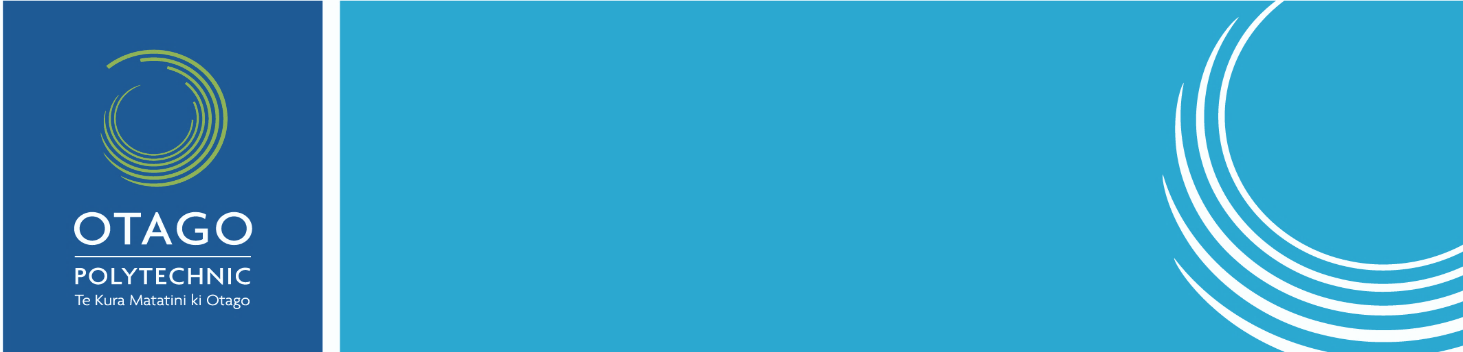 OTAGO
POLYTECHNIC
Te Kura Matatini ki Otago